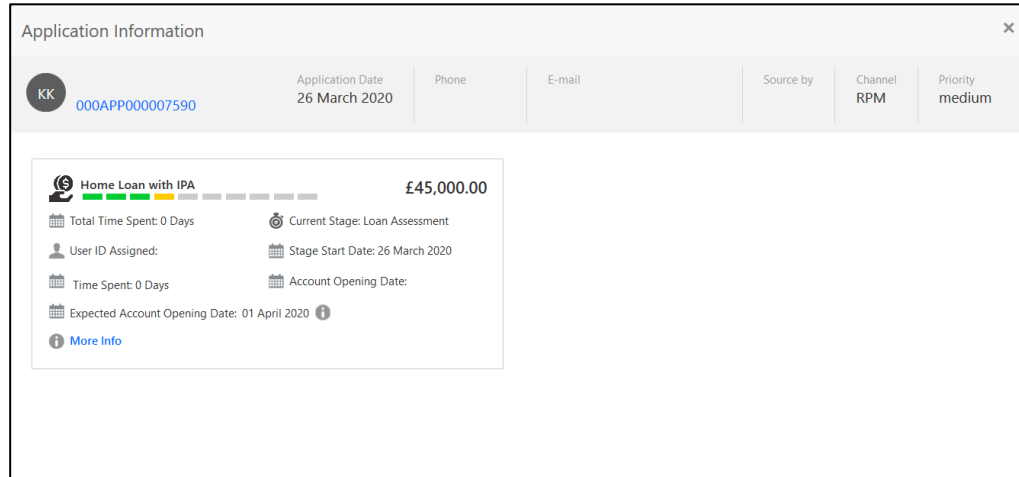 Application Information
×
KK
000APP000007590
Application Date
26 March 2020
Phone
E-mail
Source by
Channel
RPM
Priority
medium
Home Loan with IPA
£45,000.00
Total Time Spent: 0 Days
Current Stage: Loan Assessment
User ID Assigned:
Stage Start Date: 26 March 2020
Time Spent: 0 Days
Account Opening Date:
Expected Account Opening Date: 01 April 2020
More Info